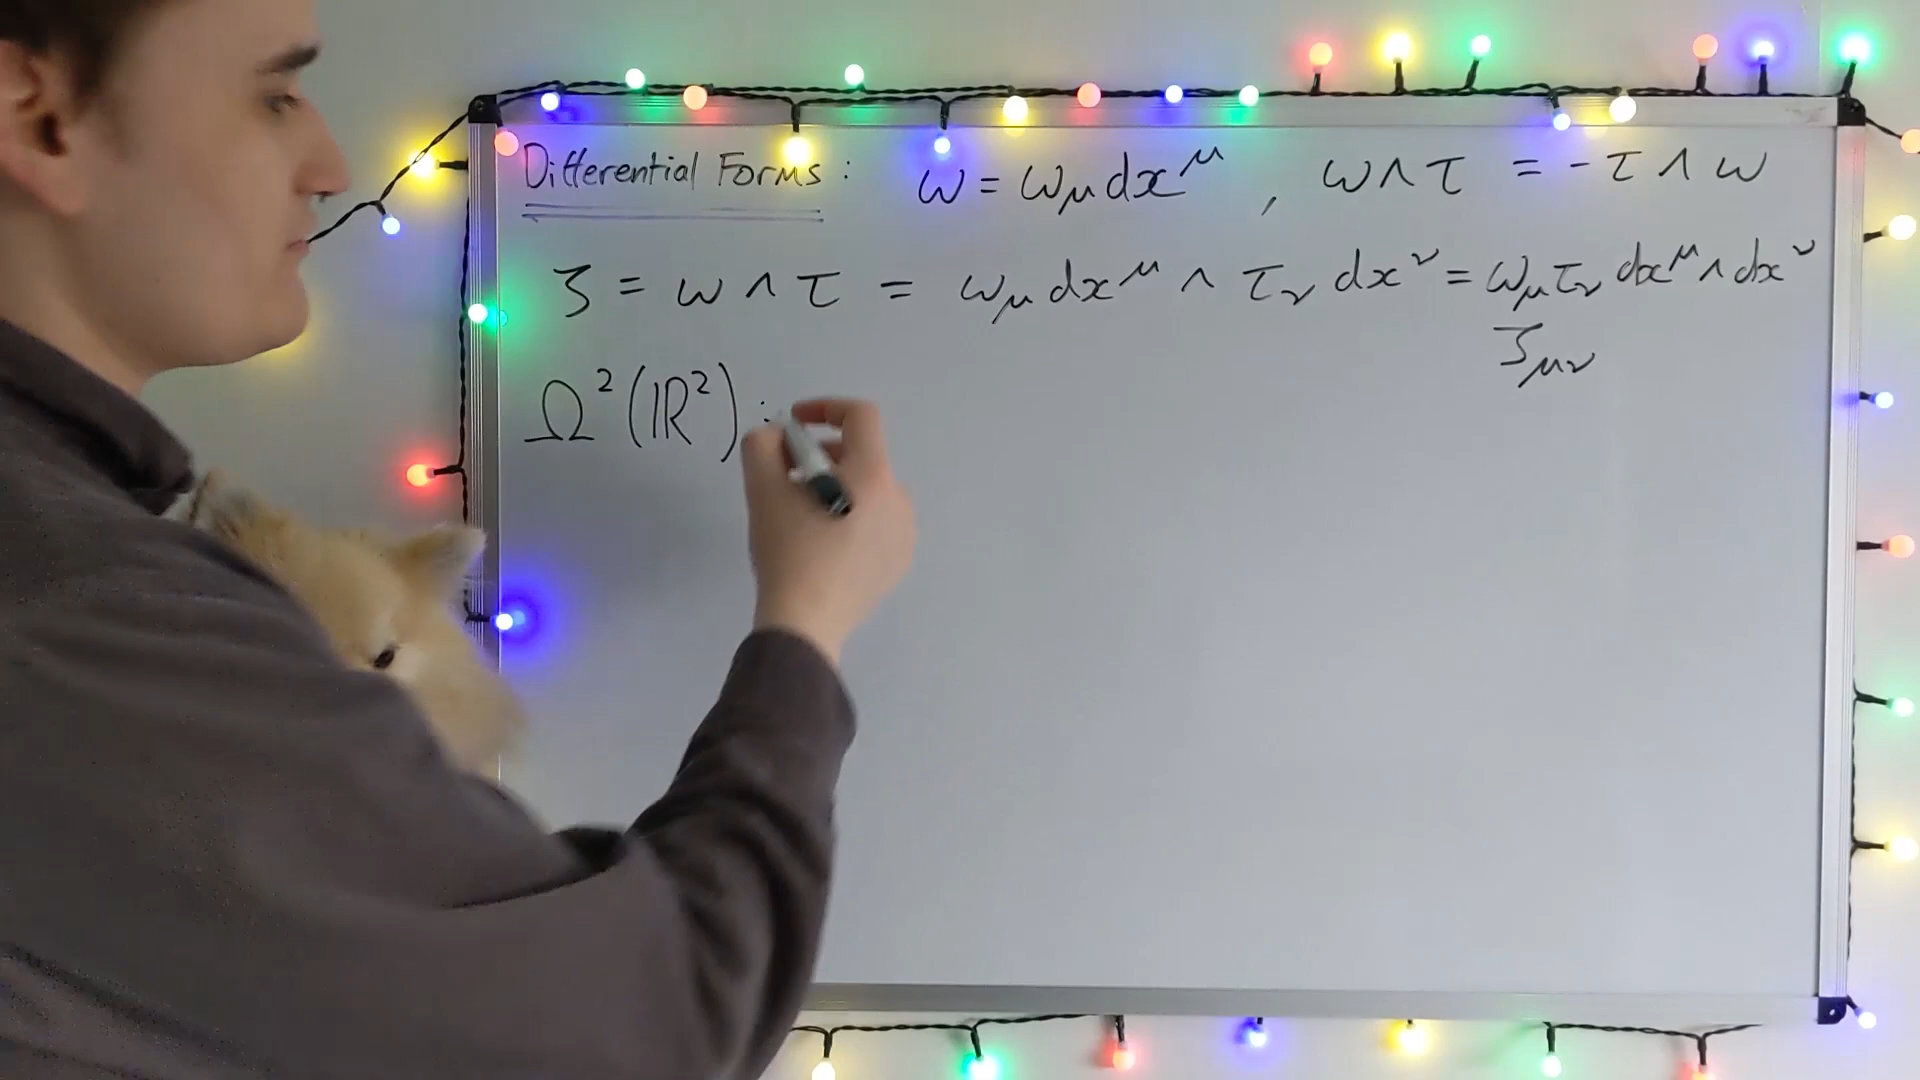 Differential Forms : ω = ω_μ dx^μ , ω ∧ τ = - τ ∧ ω
ζ = ω ∧ τ = ω_μ dx^μ ∧ τ_ν dx^ν = ω_μ τ_ν dx^μ ∧ dx^ν
ζ_μν
Ω²(ℝ²) :